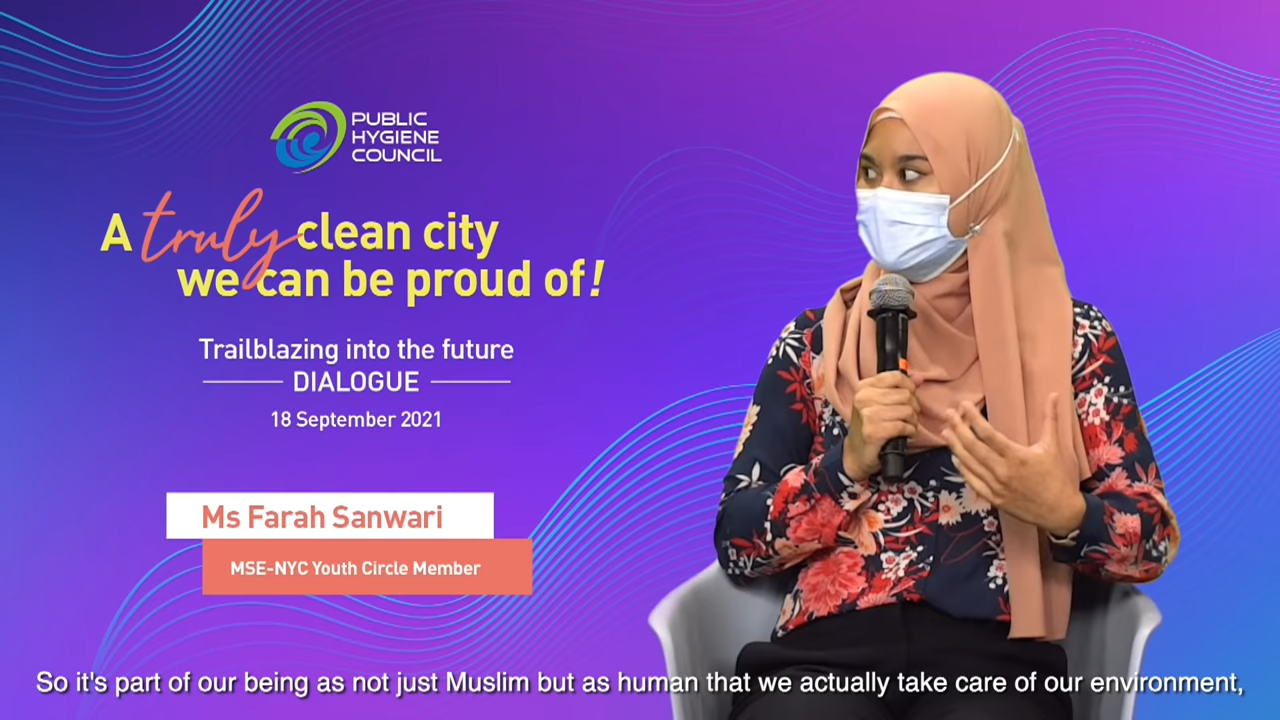 PUBLIC
HYGIENE
COUNCIL
A truly clean city
we can be proud of!
Trailblazing into the future
DIALOGUE
18 September 2021
Ms Farah Sanwari
MSE-NYC Youth Circle Member
So it's part of our being as not just Muslim but as human that we actually take care of our environment,